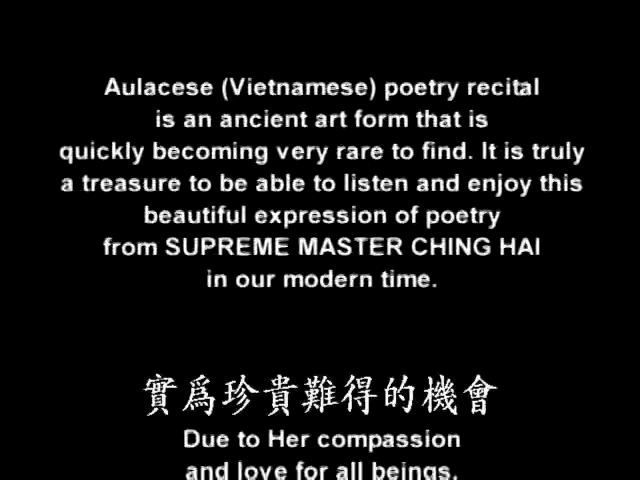 Aulacese (Vietnamese) poetry recital
is an ancient art form that is
quickly becoming very rare to find. It is truly
a treasure to be able to listen and enjoy this
beautiful expression of poetry
from SUPREME MASTER CHING HAI
in our modern time.
實為珍貴難得的機會
Due to Her compassion
and love for all beings,